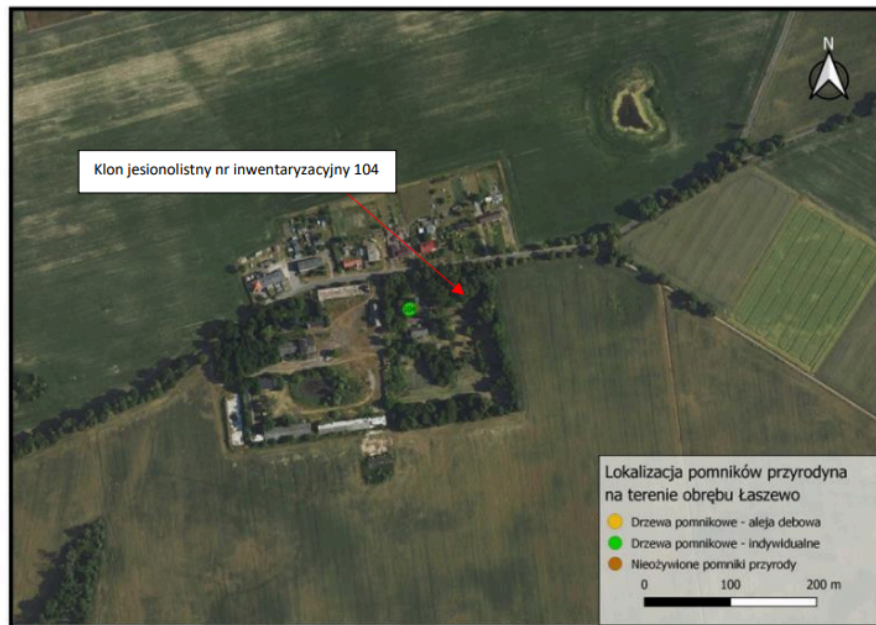 N
Klon jesionolistny nr inwentaryzacyjny 104
Lokalizacja pomników przyrodyna
na terenie obrębu Łaszewo
Drzewa pomnikowe - aleja debowa
Drzewa pomnikowe - indywidualne
Nieożywione pomniki przyrody
0 100 200 m